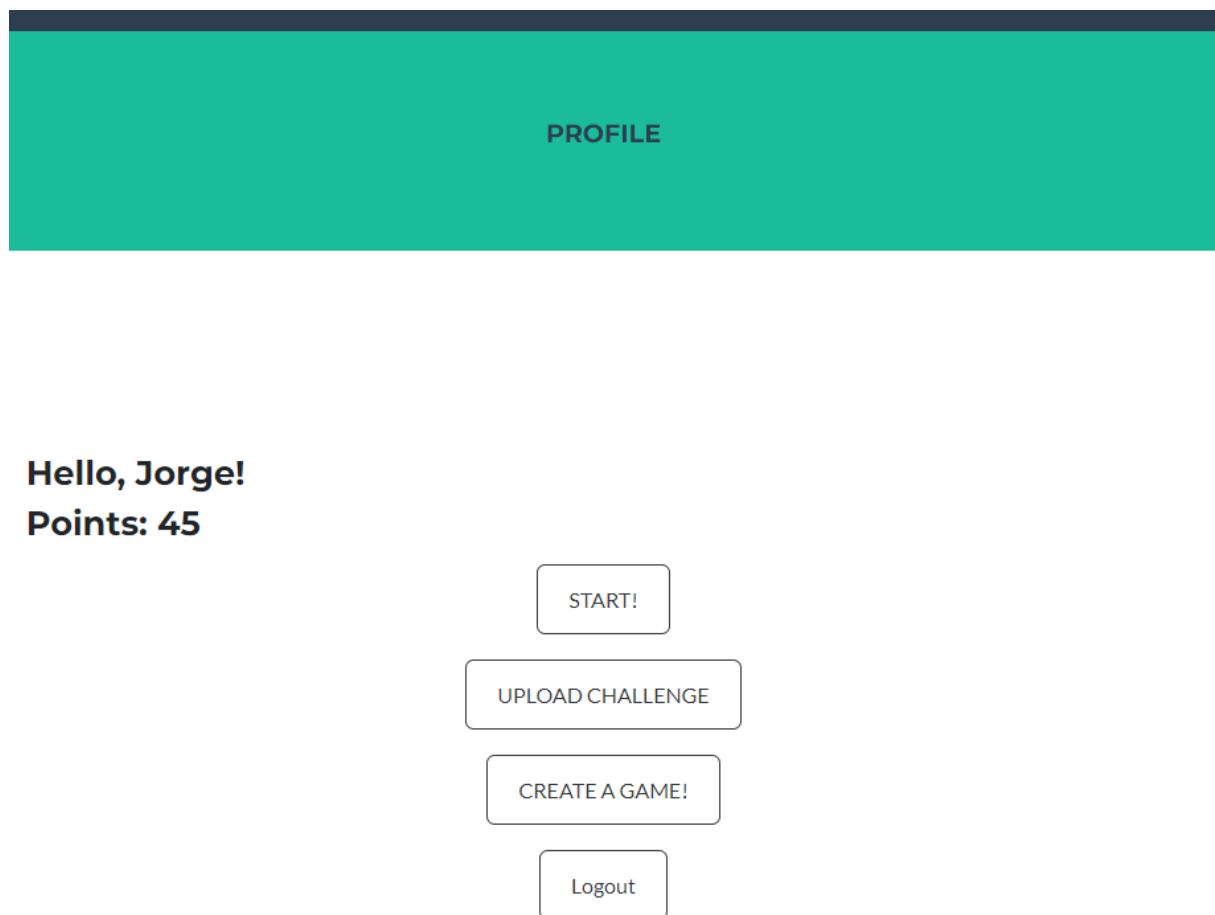 PROFILE
Hello, Jorge!
Points: 45
START!
UPLOAD CHALLENGE
CREATE A GAME!
Logout